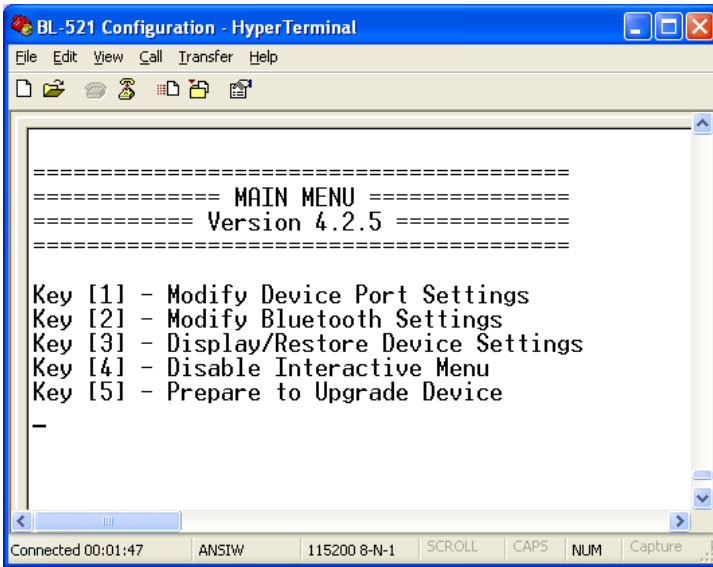 BL-521 Configuration - HyperTerminal
File Edit View Call Transfer Help
========================================
============== MAIN MENU ===============
============ Version 4.2.5 =============
========================================
Key [1] - Modify Device Port Settings
Key [2] - Modify Bluetooth Settings
Key [3] - Display/Restore Device Settings
Key [4] - Disable Interactive Menu
Key [5] - Prepare to Upgrade Device
_
Connected 00:01:47 ANSIW 115200 8-N-1 SCROLL CAPS NUM Capture